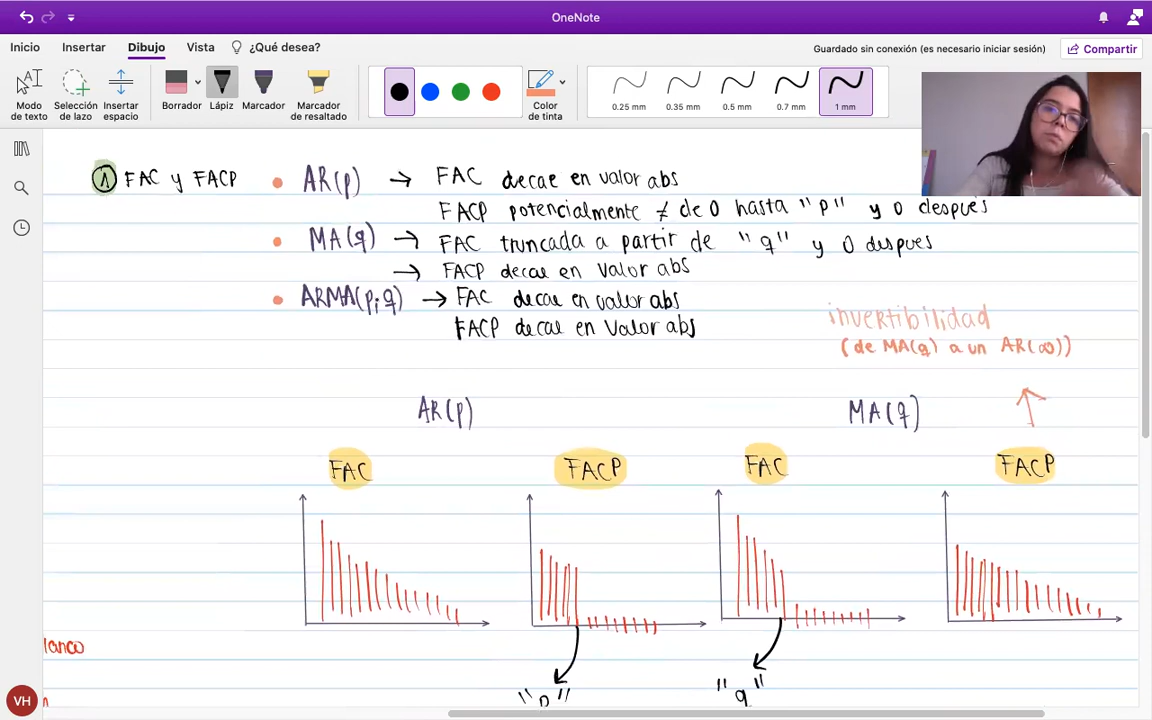 OneNote
Inicio Insertar Dibujo Vista ¿Qué desea?
Guardado sin conexión (es necesario iniciar sesión)
Compartir
Modo de texto
Selección de lazo
Insertar espacio
Borrador
Lápiz
Marcador
Marcador de resaltado
Color de tinta
0.25 mm
0.35 mm
0.5 mm
0.7 mm
1 mm
1 FAC y FACP
AR(p) → FAC decae en valor abs
FACP potencialmente ≠ de 0 hasta "p" y 0 después
MA(q) → FAC truncada a partir de "q" y 0 despues
→ FACP decae en valor abs
ARMA(p,q) → FAC decae en valor abs
FACP decae en valor abs
invertibilidad
(de MA(q) a un AR(∞))
AR(p)
MA(q)
FAC
FACP
FAC
FACP
lanco
"p"
"q"
VH